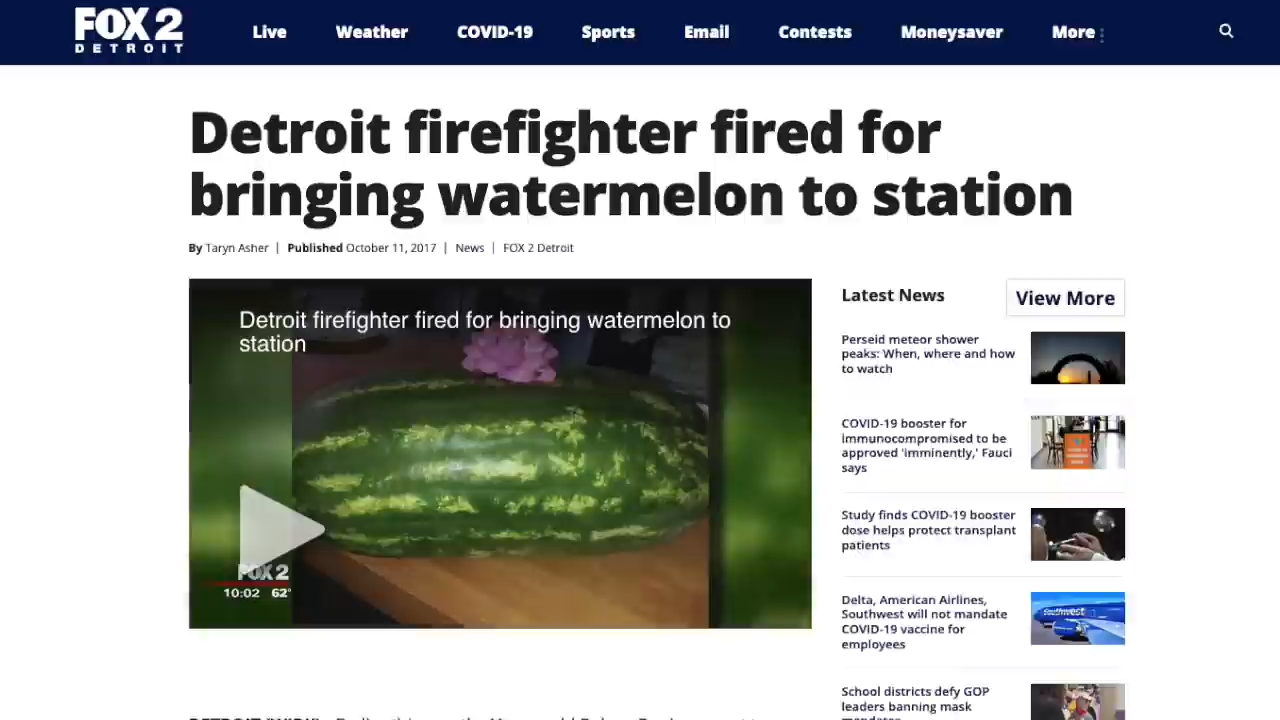 FOX 2
DETROIT
Live Weather COVID-19 Sports Email Contests Moneysaver More
Detroit firefighter fired for
bringing watermelon to station
By Taryn Asher | Published October 11, 2017 | News | FOX 2 Detroit
Detroit firefighter fired for bringing watermelon to
station
FOX 2
10:02 62°
Latest News
View More
Perseid meteor shower
peaks: When, where and how
to watch
COVID-19 booster for
immunocompromised to be
approved 'imminently,' Fauci
says
Study finds COVID-19 booster
dose helps protect transplant
patients
Delta, American Airlines,
Southwest will not mandate
COVID-19 vaccine for
employees
Southwest
School districts defy GOP
leaders banning mask